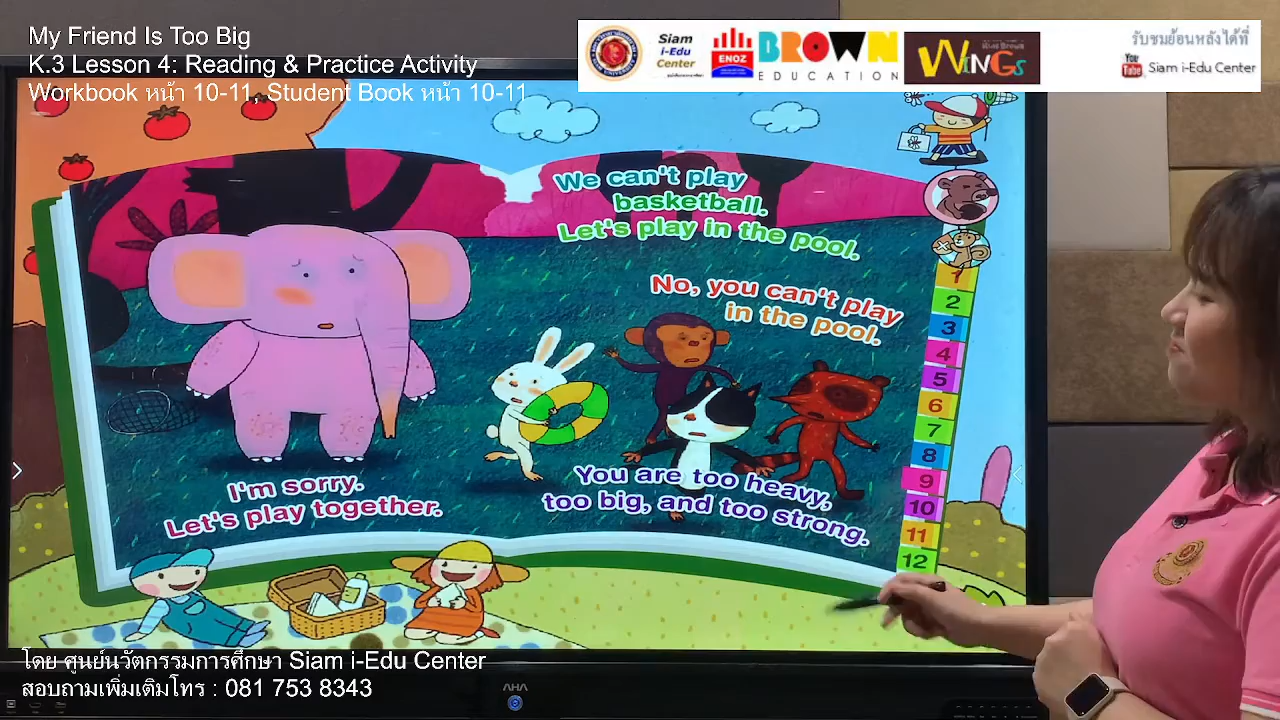 My Friend Is Too Big
K 3 Lesson 4: Reading & Practice Activity
Workbook หน้า 10-11, Student Book หน้า 10-11
Siam
i-Edu
Center
ENOZ
BROWN
EDUCATION
WINGS
รับชมย้อนหลังได้ที่
You
Tube
Siam i-Edu Center
We can't play
basketball.
Let's play in the pool.
No, you can't play
in the pool.
I'm sorry.
Let's play together.
You are too heavy,
too big, and too strong.
1
2
3
4
5
6
7
8
9
10
11
12
โดย ศูนย์นวัตกรรมการศึกษา Siam i-Edu Center
สอบถามเพิ่มเติมโทร : 081 753 8343
AHA